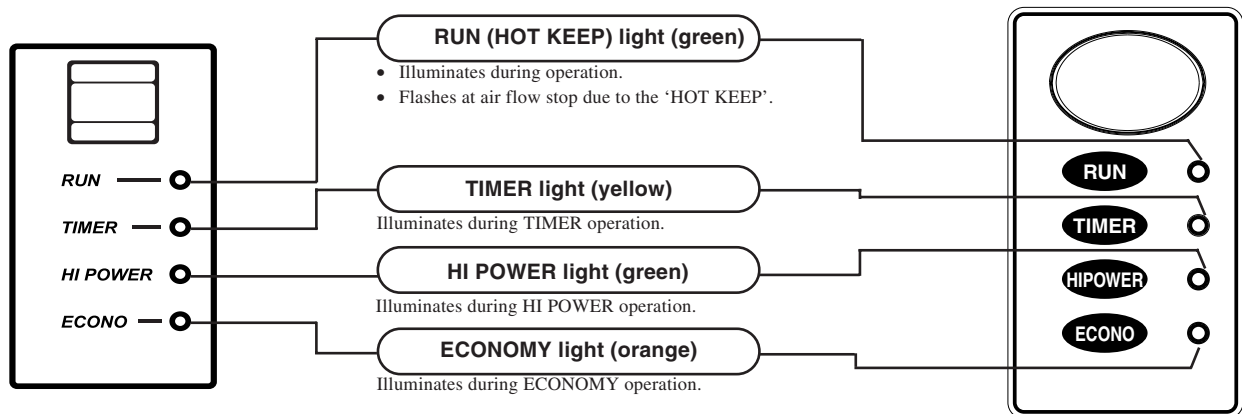 RUN
TIMER
HI POWER
ECONO
RUN (HOT KEEP) light (green)
• Illuminates during operation.
• Flashes at air flow stop due to the ‘HOT KEEP’.
TIMER light (yellow)
Illuminates during TIMER operation.
HI POWER light (green)
Illuminates during HI POWER operation.
ECONOMY light (orange)
Illuminates during ECONOMY operation.
RUN
TIMER
HIPOWER
ECONO